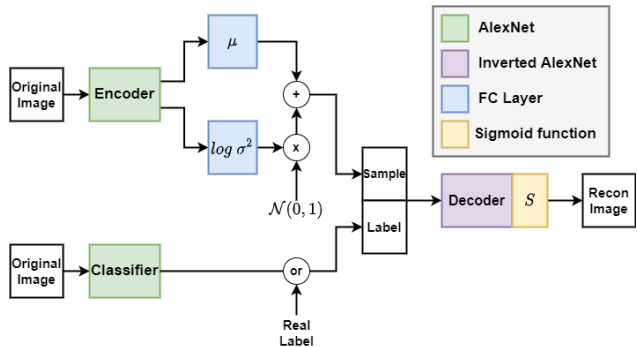 AlexNet
Inverted AlexNet
FC Layer
Sigmoid function
μ
Original
Image
Encoder
+
log σ²
x
𝒩(0, 1)
Sample
Label
Decoder
S
Recon
Image
Original
Image
Classifier
or
Real
Label